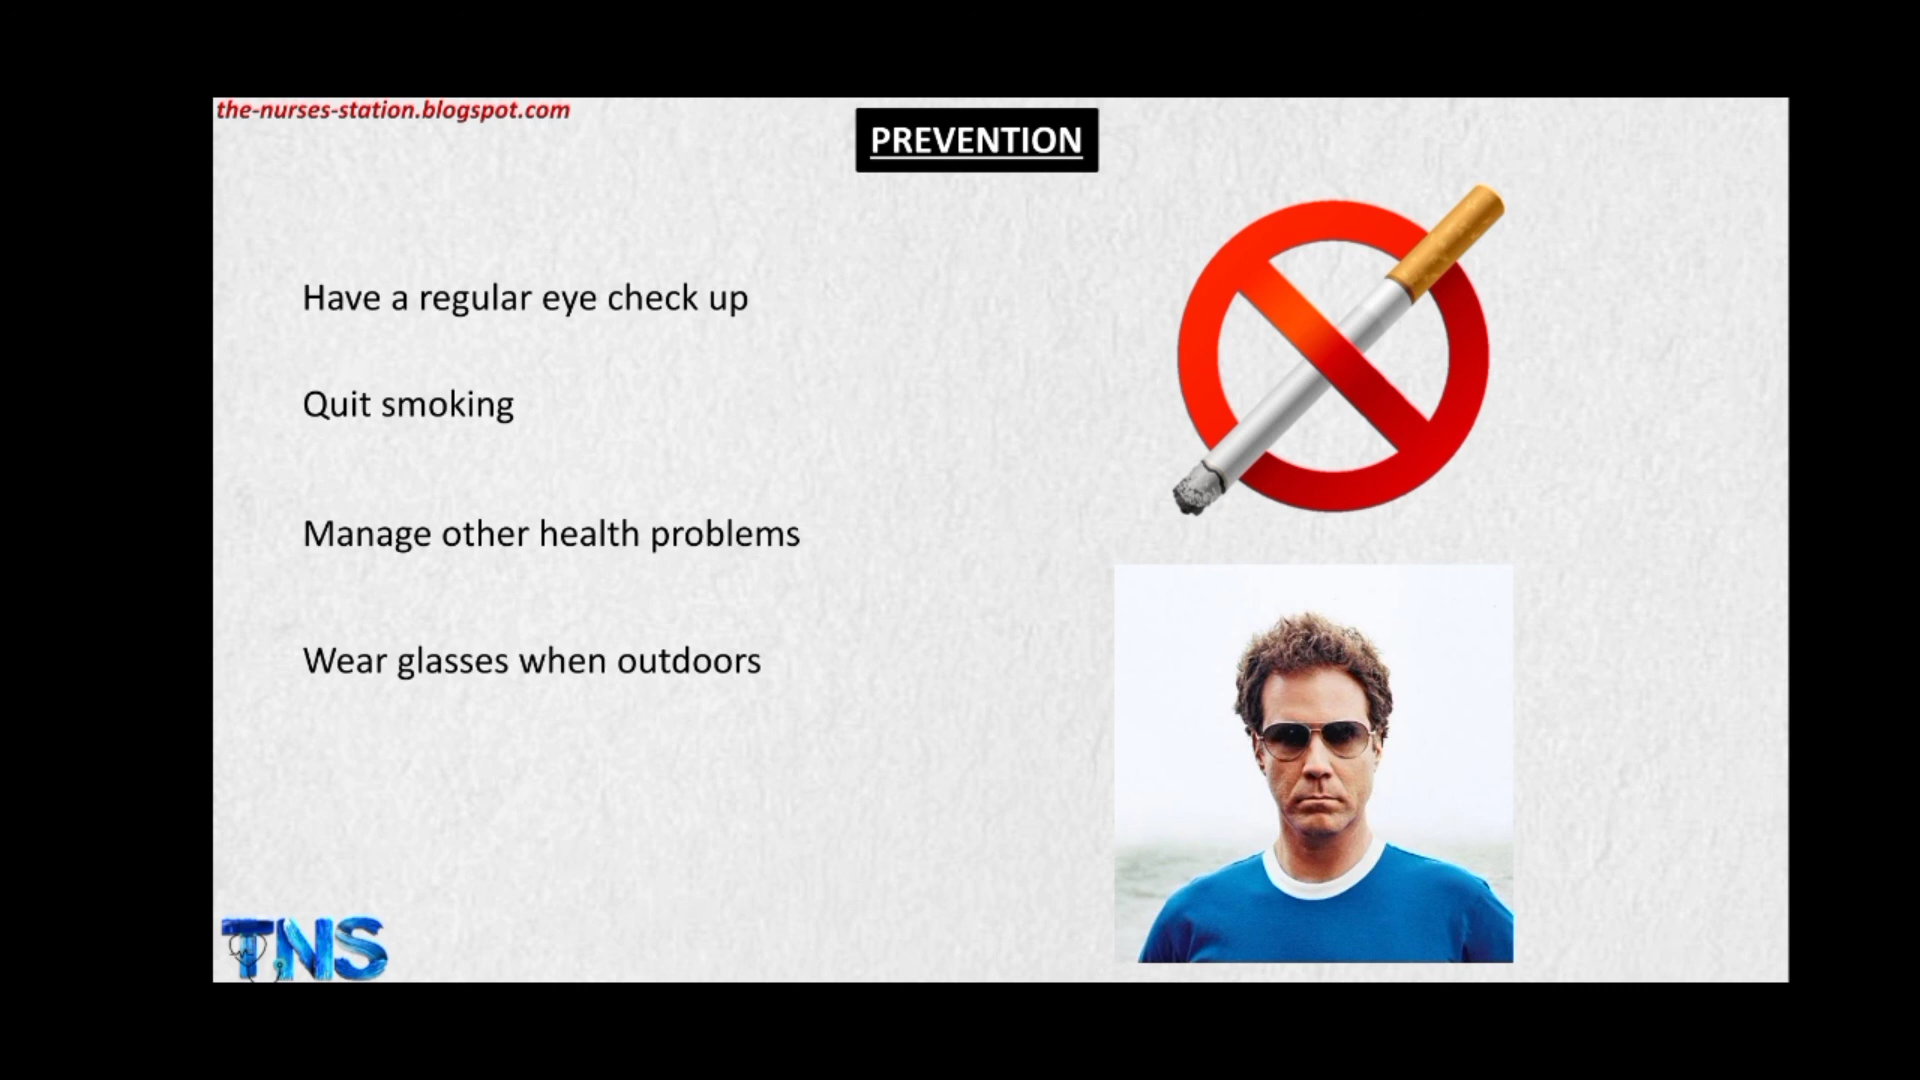 the-nurses-station.blogspot.com
PREVENTION
Have a regular eye check up
Quit smoking
Manage other health problems
Wear glasses when outdoors
TNS